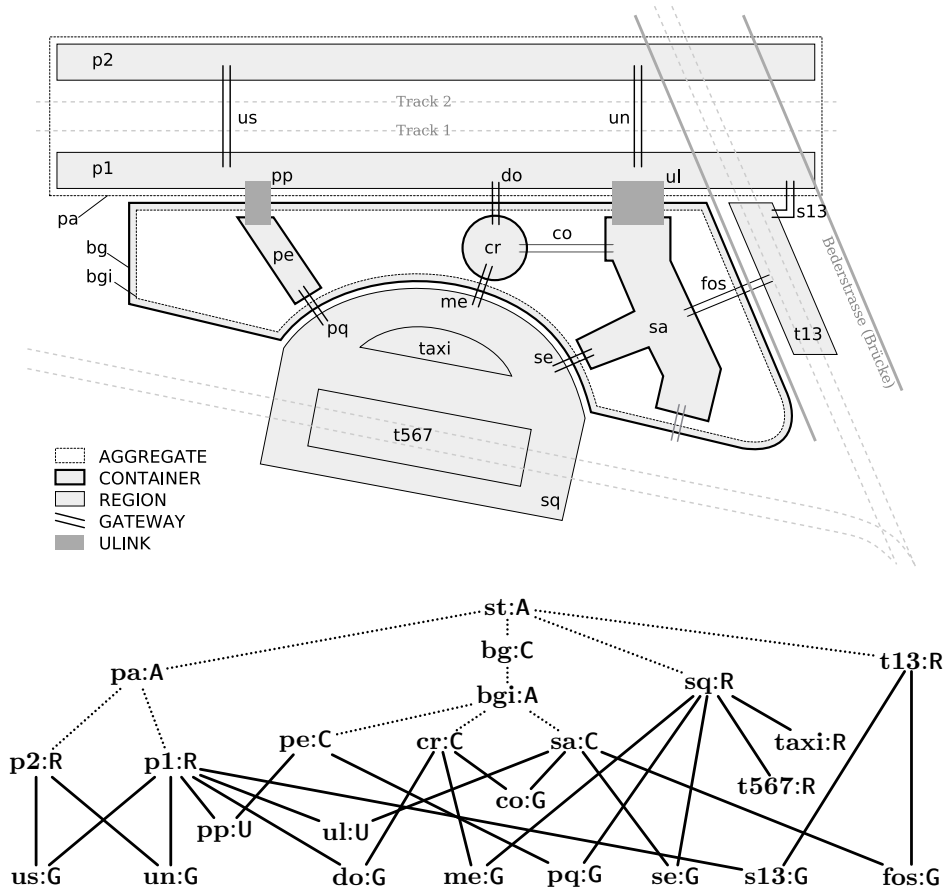 p2
us
Track 2
un
Track 1
p1
pp
do
ul
pa
s13
bg
bgi
pe
cr
co
fos
me
pq
taxi
se
sa
t13
Bederstrasse (Brücke)
t567
sq
AGGREGATE
CONTAINER
REGION
GATEWAY
ULINK
st:A
bg:C
pa:A
bgi:A
sq:R
t13:R
p2:R
p1:R
pe:C
cr:C
sa:C
taxi:R
t567:R
co:G
pp:U
ul:U
us:G
un:G
do:G
me:G
pq:G
se:G
s13:G
fos:G